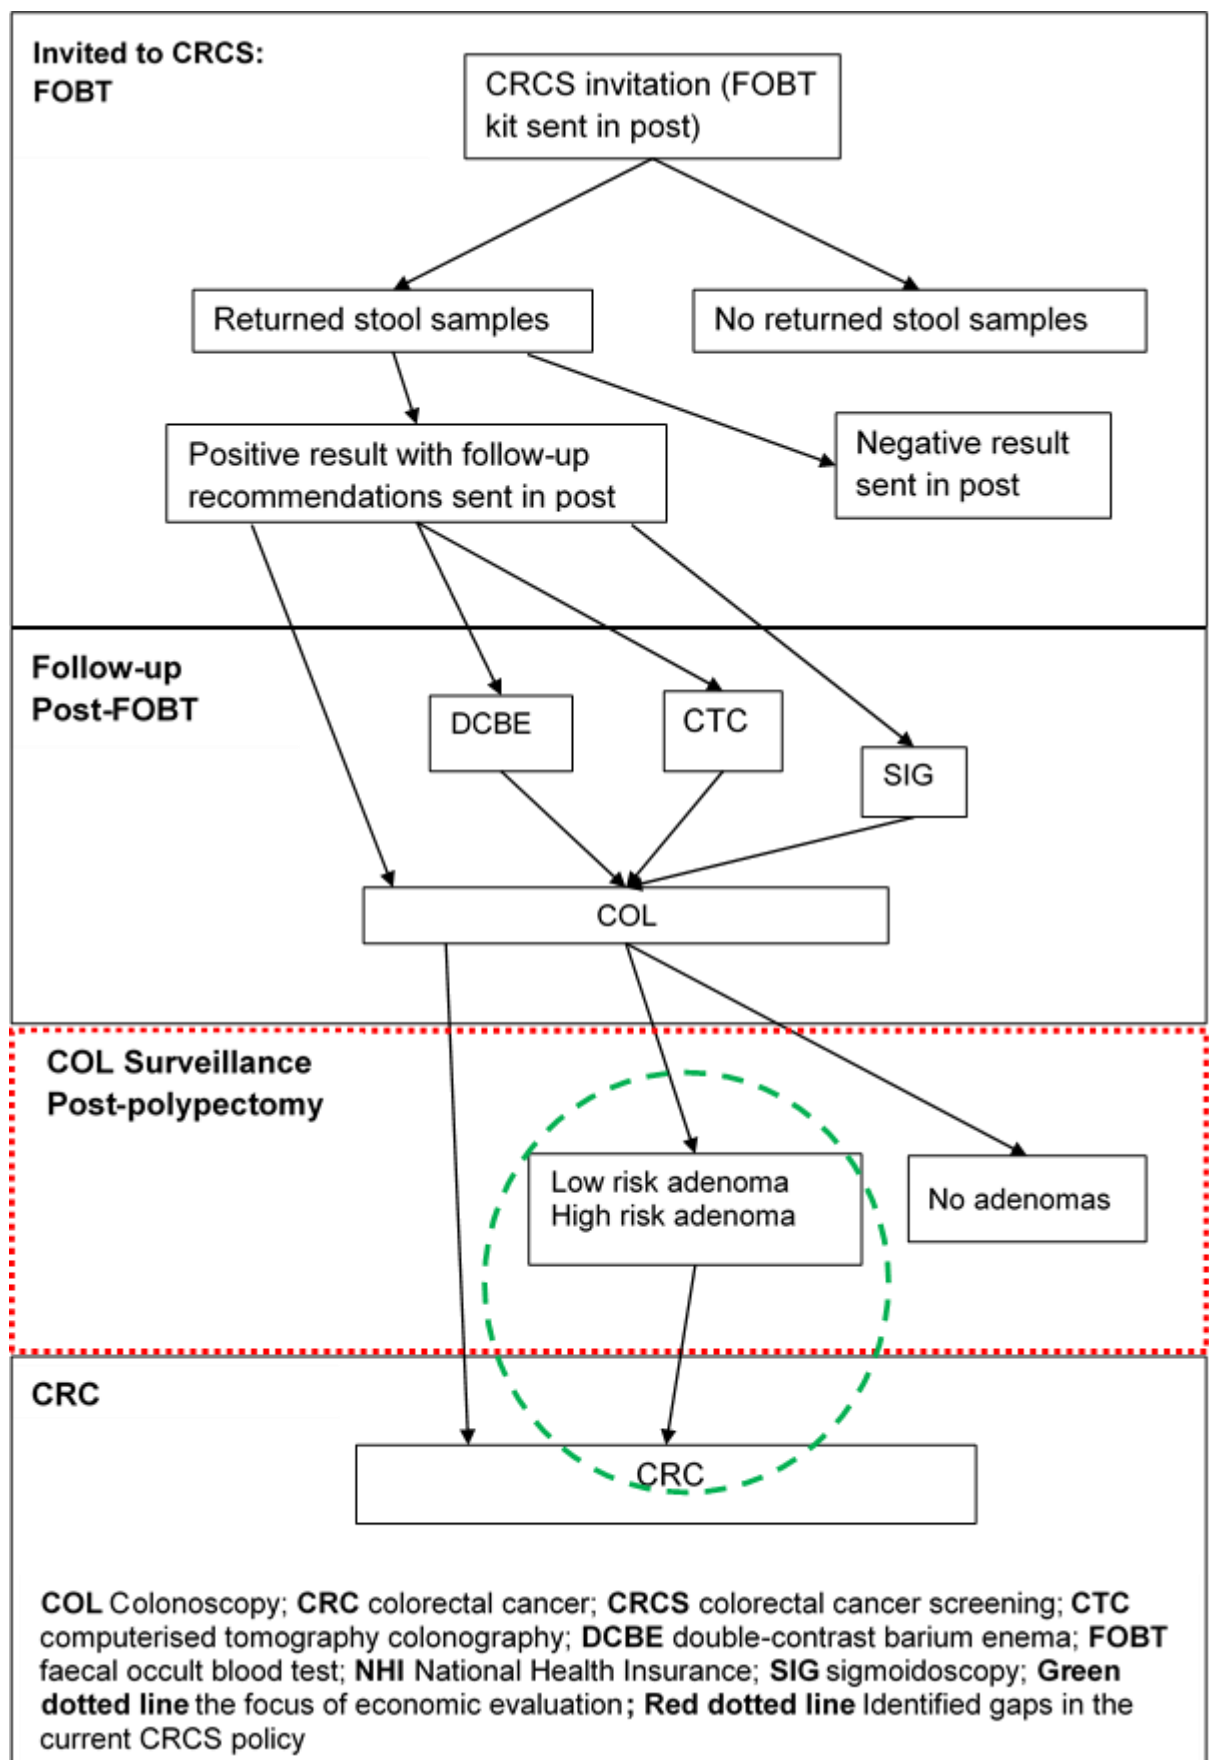 Invited to CRCS:
FOBT
CRCS invitation (FOBT
kit sent in post)
Returned stool samples
No returned stool samples
Positive result with follow-up
recommendations sent in post
Negative result
sent in post
Follow-up
Post-FOBT
DCBE
CTC
SIG
COL
COL Surveillance
Post-polypectomy
Low risk adenoma
High risk adenoma
No adenomas
CRC
CRC
COL Colonoscopy; CRC colorectal cancer; CRCS colorectal cancer screening; CTC
computerised tomography colonography; DCBE double-contrast barium enema; FOBT
faecal occult blood test; NHI National Health Insurance; SIG sigmoidoscopy; Green
dotted line the focus of economic evaluation; Red dotted line Identified gaps in the
current CRCS policy